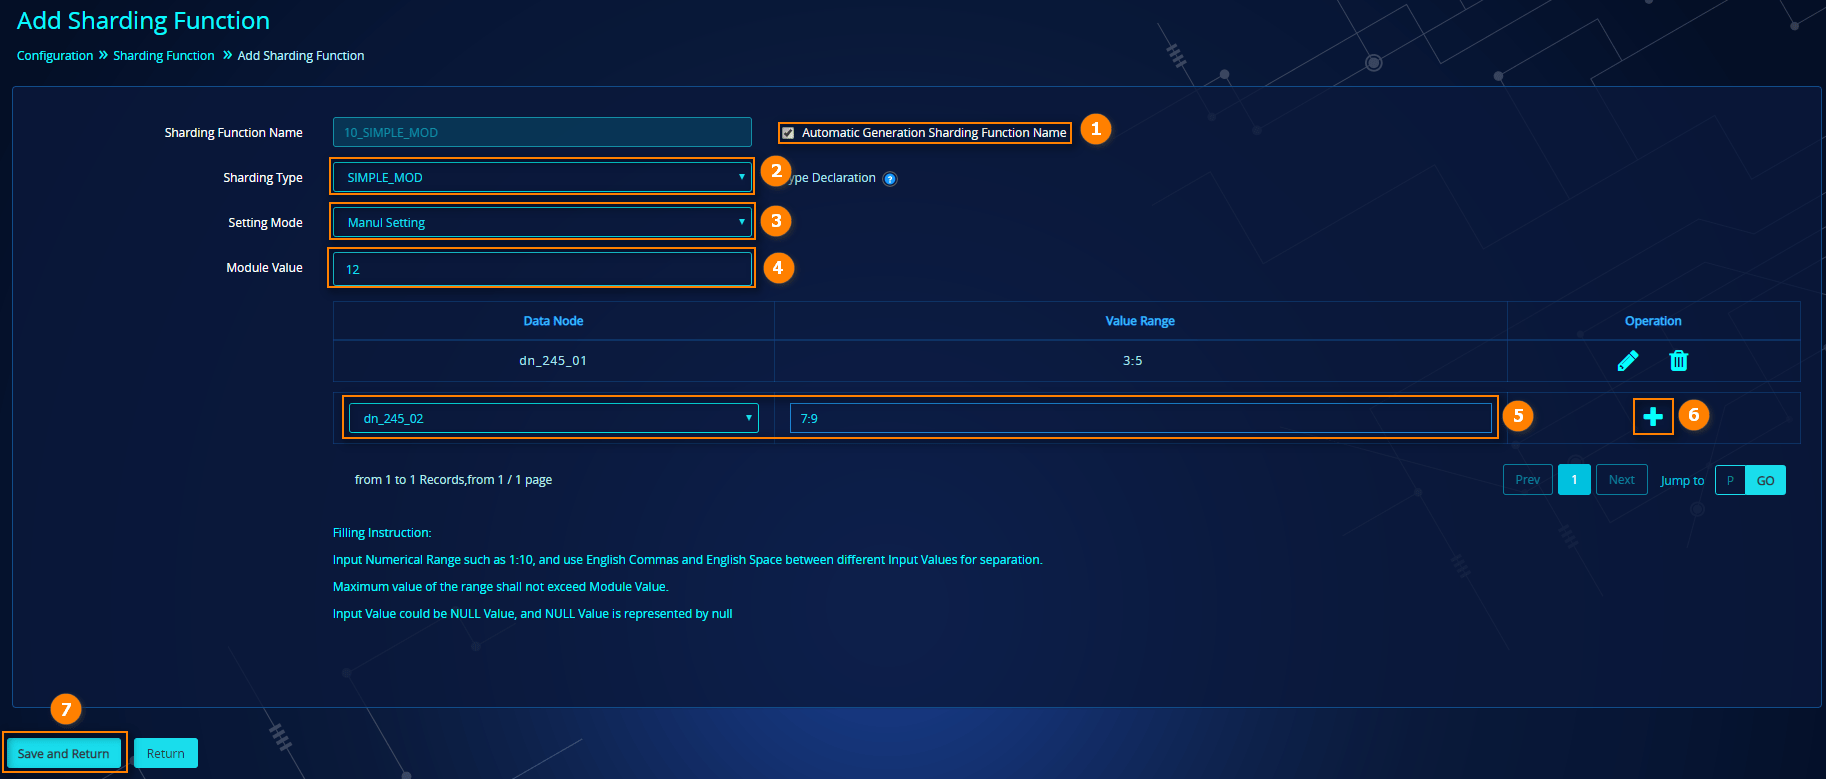 Add Sharding Function
Configuration » Sharding Function » Add Sharding Function
Sharding Function Name 10_SIMPLE_MOD Automatic Generation Sharding Function Name 1
Sharding Type SIMPLE_MOD 2 ype Declaration ?
Setting Mode Manul Setting 3
Module Value 12 4
Data Node Value Range Operation
dn_245_01 3:5
dn_245_02 7:9 5 6
from 1 to 1 Records,from 1 / 1 page Prev 1 Next Jump to P GO
Filling Instruction:
Input Numerical Range such as 1:10, and use English Commas and English Space between different Input Values for separation.
Maximum value of the range shall not exceed Module Value.
Input Value could be NULL Value, and NULL Value is represented by null
7
Save and Return Return